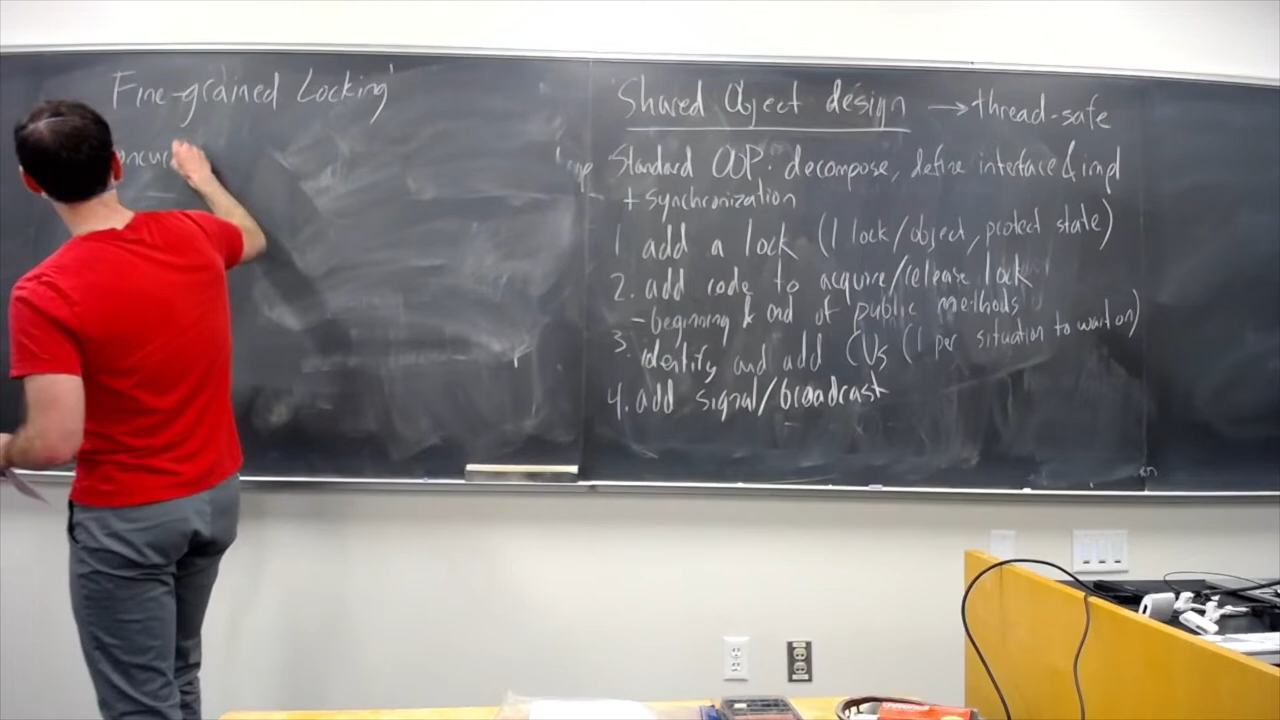 Fine-grained Locking
Shared Object design → thread-safe
Standard OOP: decompose, define interface & impl
+ synchronization
1 add a lock (1 lock/object, protect state)
2. add code to acquire/release lock
- beginning & end of public methods
3. identify and add CVs (1 per situation to wait on)
4. add signal/broadcast